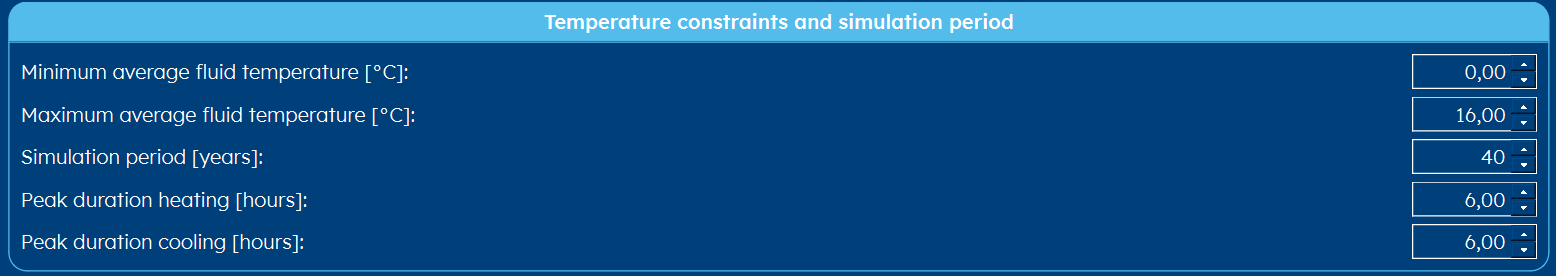 Temperature constraints and simulation period
Minimum average fluid temperature [°C]: 0,00
Maximum average fluid temperature [°C]: 16,00
Simulation period [years]: 40
Peak duration heating [hours]: 6,00
Peak duration cooling [hours]: 6,00